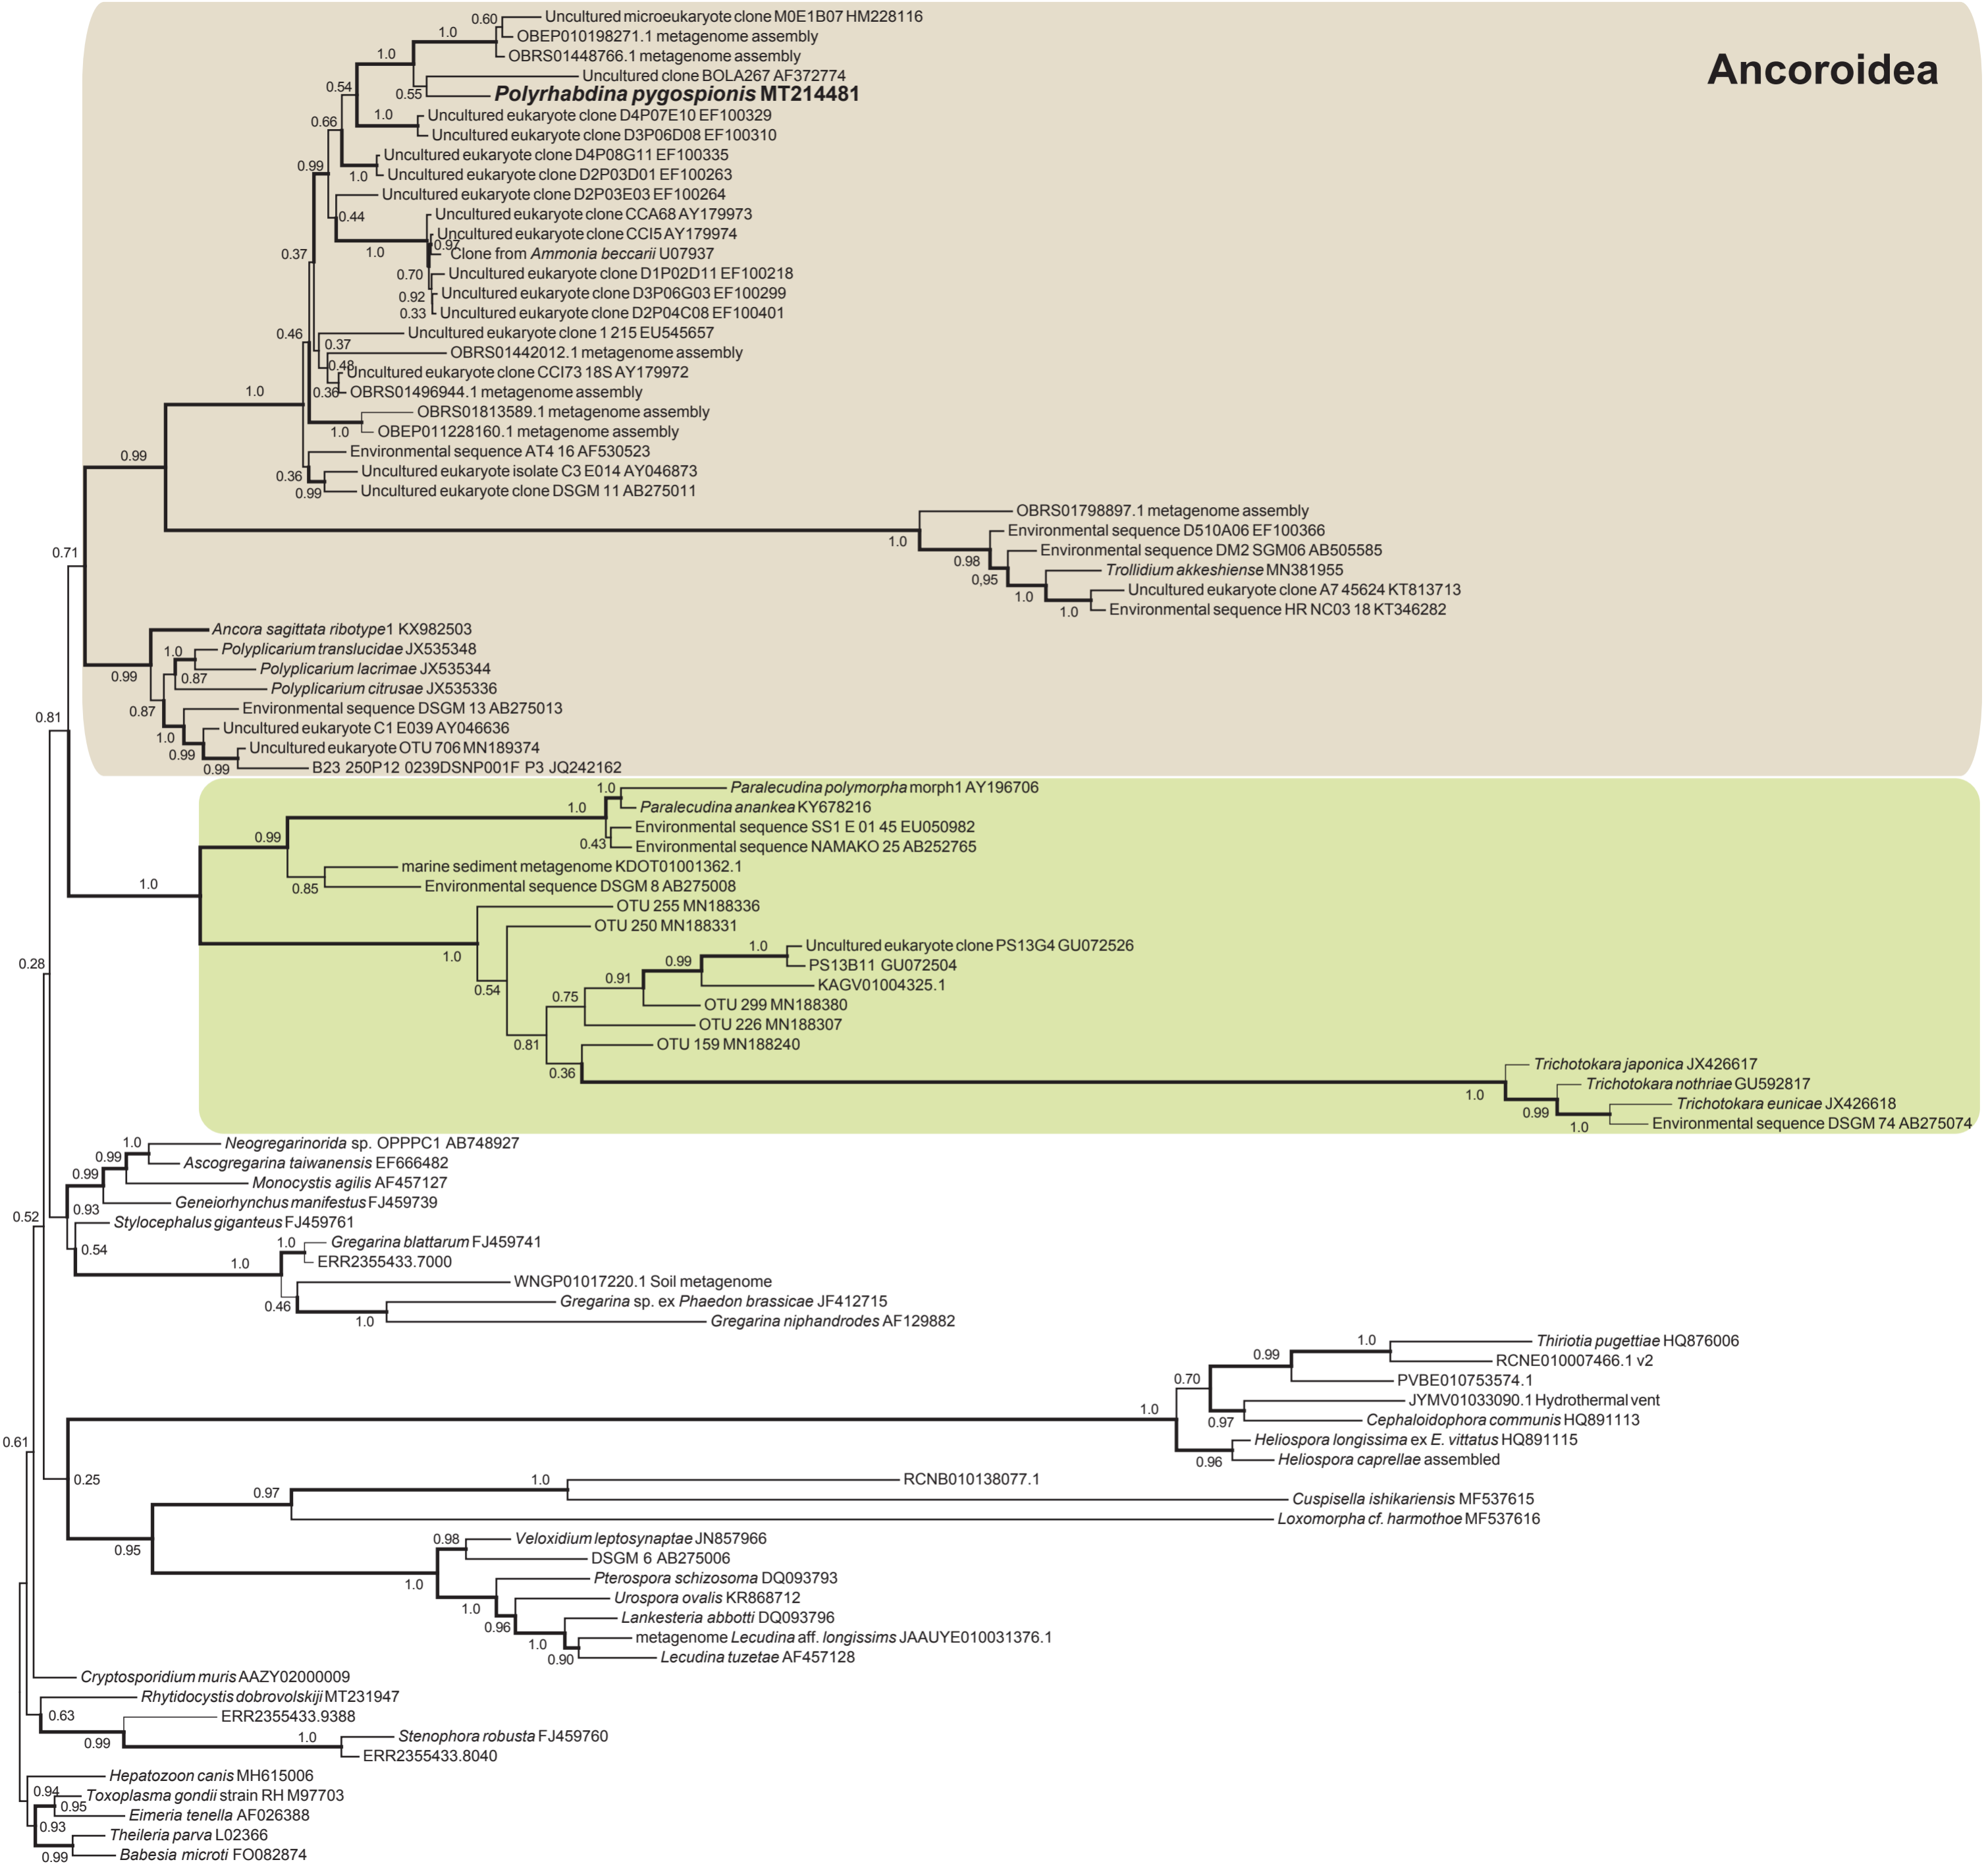 Ancoroidea
0.60
Uncultured microeukaryote clone M0E1B07 HM228116
1.0
OBEP010198271.1 metagenome assembly
1.0
OBRS01448766.1 metagenome assembly
Uncultured clone BOLA267 AF372774
0.54
0.55
Polyrhabdina pygospionis MT214481
1.0
Uncultured eukaryote clone D4P07E10 EF100329
0.66
Uncultured eukaryote clone D3P06D08 EF100310
Uncultured eukaryote clone D4P08G11 EF100335
0.99
1.0
Uncultured eukaryote clone D2P03D01 EF100263
Uncultured eukaryote clone D2P03E03 EF100264
0.44
Uncultured eukaryote clone CCA68 AY179973
Uncultured eukaryote clone CCI5 AY179974
0.97
1.0
Clone from Ammonia beccarii U07937
0.37
0.70
Uncultured eukaryote clone D1P02D11 EF100218
0.92
Uncultured eukaryote clone D3P06G03 EF100299
0.33
Uncultured eukaryote clone D2P04C08 EF100401
0.46
Uncultured eukaryote clone 1 215 EU545657
0.37
OBRS01442012.1 metagenome assembly
0.48
Uncultured eukaryote clone CCI73 18S AY179972
1.0
0.36
OBRS01496944.1 metagenome assembly
OBRS01813589.1 metagenome assembly
1.0
OBEP011228160.1 metagenome assembly
0.99
Environmental sequence AT4 16 AF530523
0.36
Uncultured eukaryote isolate C3 E014 AY046873
0.99
Uncultured eukaryote clone DSGM 11 AB275011
OBRS01798897.1 metagenome assembly
1.0
Environmental sequence D510A06 EF100366
0.71
0.98
Environmental sequence DM2 SGM06 AB505585
0,95
Trollidium akkeshiense MN381955
1.0
Uncultured eukaryote clone A7 45624 KT813713
1.0
Environmental sequence HR NC03 18 KT346282
Ancora sagittata ribotype1 KX982503
1.0
Polyplicarium translucidae JX535348
0.99
0.87
Polyplicarium lacrimae JX535344
Polyplicarium citrusae JX535336
0.87
Environmental sequence DSGM 13 AB275013
0.81
1.0
Uncultured eukaryote C1 E039 AY046636
0.99
Uncultured eukaryote OTU 706 MN189374
0.99
B23 250P12 0239DSNP001F P3 JQ242162
1.0
Paralecudina polymorpha morph1 AY196706
1.0
Paralecudina anankea KY678216
0.99
Environmental sequence SS1 E 01 45 EU050982
0.43
Environmental sequence NAMAKO 25 AB252765
marine sediment metagenome KDOT01001362.1
1.0
0.85
Environmental sequence DSGM 8 AB275008
OTU 255 MN188336
OTU 250 MN188331
1.0
1.0
Uncultured eukaryote clone PS13G4 GU072526
0.28
0.99
PS13B11 GU072504
0.54
0.91
KAGV01004325.1
0.75
OTU 299 MN188380
OTU 226 MN188307
0.81
OTU 159 MN188240
0.36
Trichotokara japonica JX426617
1.0
Trichotokara nothriae GU592817
0.99
Trichotokara eunicae JX426618
1.0
Environmental sequence DSGM 74 AB275074
1.0
Neogregarinorida sp. OPPPC1 AB748927
0.99
Ascogregarina taiwanensis EF666482
0.99
Monocystis agilis AF457127
0.93
Geneiorhynchus manifestus FJ459739
0.52
Stylocephalus giganteus FJ459761
0.54
1.0
Gregarina blattarum FJ459741
1.0
ERR2355433.7000
WNGP01017220.1 Soil metagenome
0.46
Gregarina sp. ex Phaedon brassicae JF412715
1.0
Gregarina niphandrodes AF129882
1.0
Thiriotia pugettiae HQ876006
0.99
RCNE010007466.1 v2
0.70
PVBE010753574.1
1.0
JYMV01033090.1 Hydrothermal vent
0.97
Cephaloidophora communis HQ891113
0.61
Heliospora longissima ex E. vittatus HQ891115
0.96
Heliospora caprellae assembled
0.25
1.0
RCNB010138077.1
0.97
Cuspisella ishikariensis MF537615
Loxomorpha cf. harmothoe MF537616
0.95
0.98
Veloxidium leptosynaptae JN857966
DSGM 6 AB275006
1.0
Pterospora schizosoma DQ093793
1.0
Urospora ovalis KR868712
0.96
Lankesteria abbotti DQ093796
1.0
metagenome Lecudina aff. longissims JAAUYE010031376.1
0.90
Lecudina tuzetae AF457128
Cryptosporidium muris AAZY02000009
Rhytidocystis dobrovolskiji MT231947
0.63
ERR2355433.9388
0.99
1.0
Stenophora robusta FJ459760
ERR2355433.8040
Hepatozoon canis MH615006
0.94
Toxoplasma gondii strain RH M97703
0.95
Eimeria tenella AF026388
0.93
Theileria parva L02366
0.99
Babesia microti FO082874